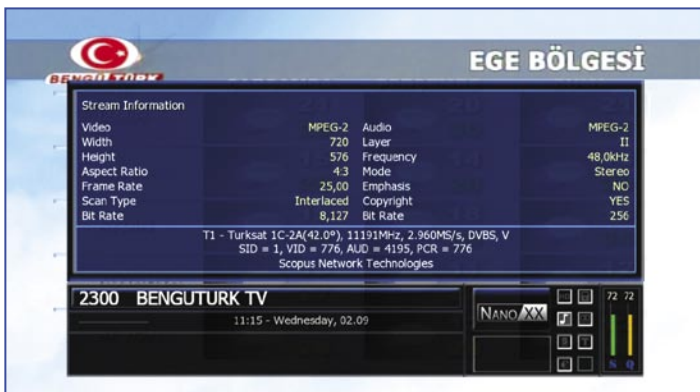 EGE BÖLGESİ
BENGÜTÜRK
Stream Information
Video MPEG-2 Audio MPEG-2
Width 720 Layer II
Height 576 Frequency 48,0kHz
Aspect Ratio 4:3 Mode Stereo
Frame Rate 25,00 Emphasis NO
Scan Type Interlaced Copyright YES
Bit Rate 8,127 Bit Rate 256
T1 - Turksat 1C-2A(42.0°), 11191MHz, 2.960MS/s, DVBS, V
SID = 1, VID = 776, AUD = 4195, PCR = 776
Scopus Network Technologies
2300 BENGUTURK TV
11:15 - Wednesday, 02.09
NANO XX
72 72
N Q